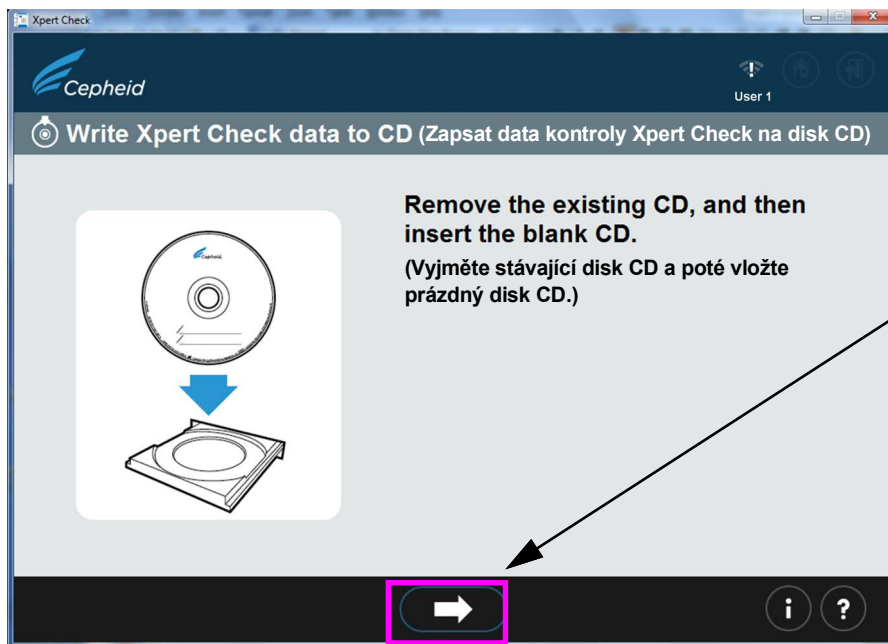 Xpert Check
Cepheid
User 1
Write Xpert Check data to CD (Zapsat data kontroly Xpert Check na disk CD)
Remove the existing CD, and then
insert the blank CD.
(Vyjměte stávající disk CD a poté vložte
prázdný disk CD.)
Cepheid
i ?